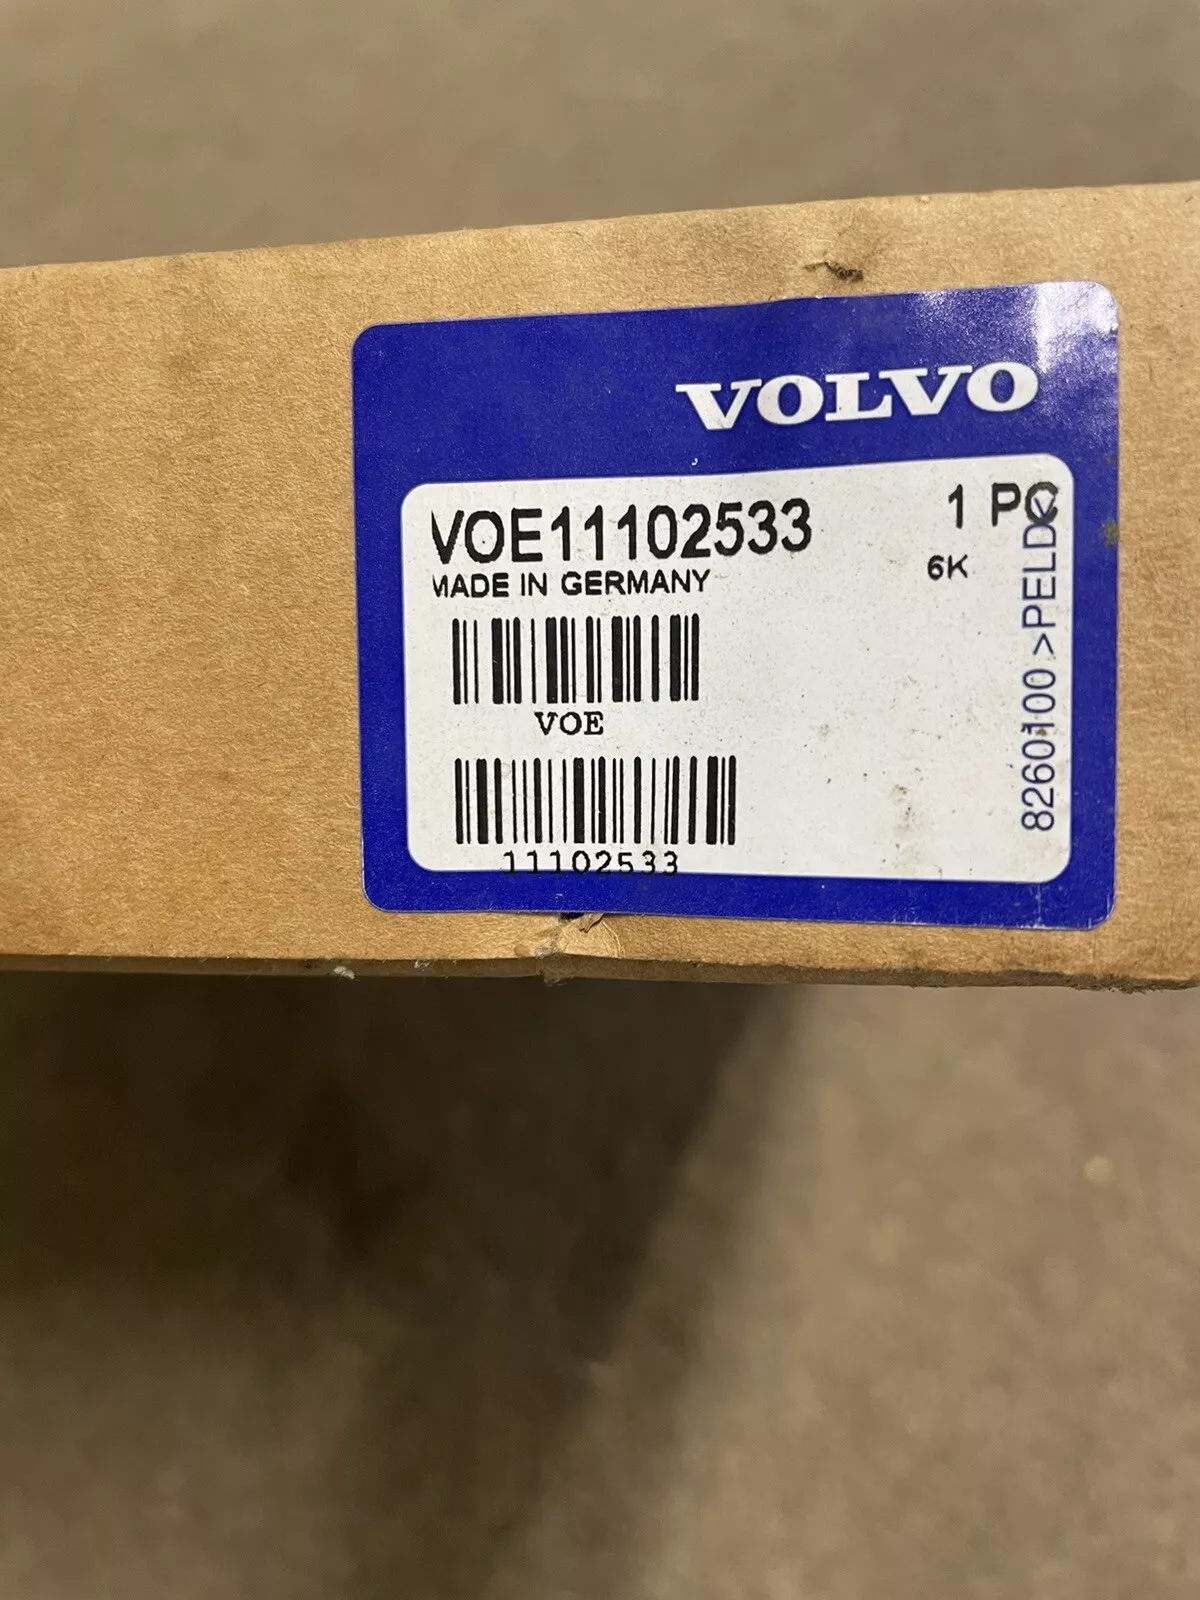 VOLVO
VOE11102533
1 PC
MADE IN GERMANY
6K
VOE
11102533
8260100 >PELD<